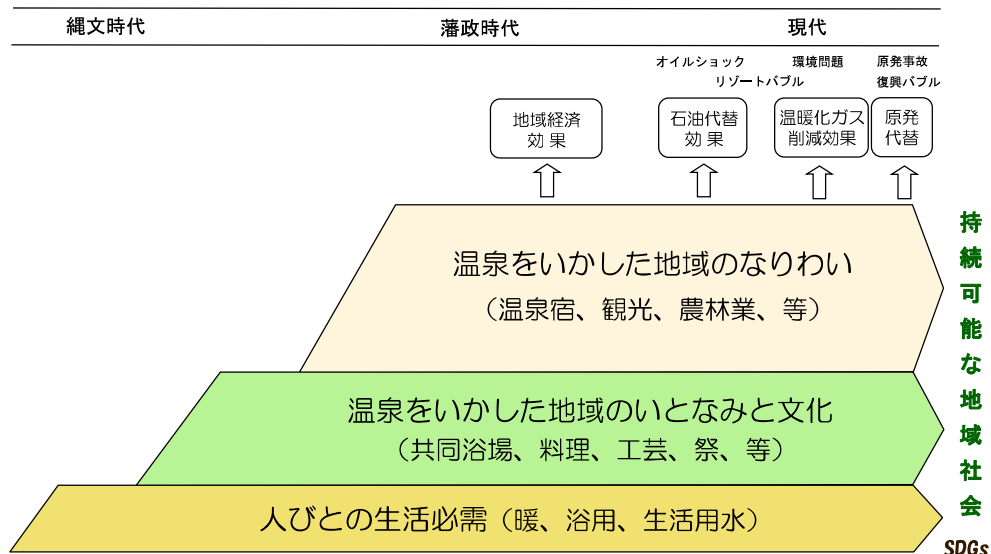 縄文時代
藩政時代
現代
オイルショック
環境問題
原発事故
リゾートバブル
復興バブル
地域経済
効 果
石油代替
効 果
温暖化ガス
削減効果
原発
代替
温泉をいかした地域のなりわい
（温泉宿、観光、農林業、等）
温泉をいかした地域のいとなみと文化
（共同浴場、料理、工芸、祭、等）
人びとの生活必需（暖、浴用、生活用水）
持続可能な地域社会
SDGs